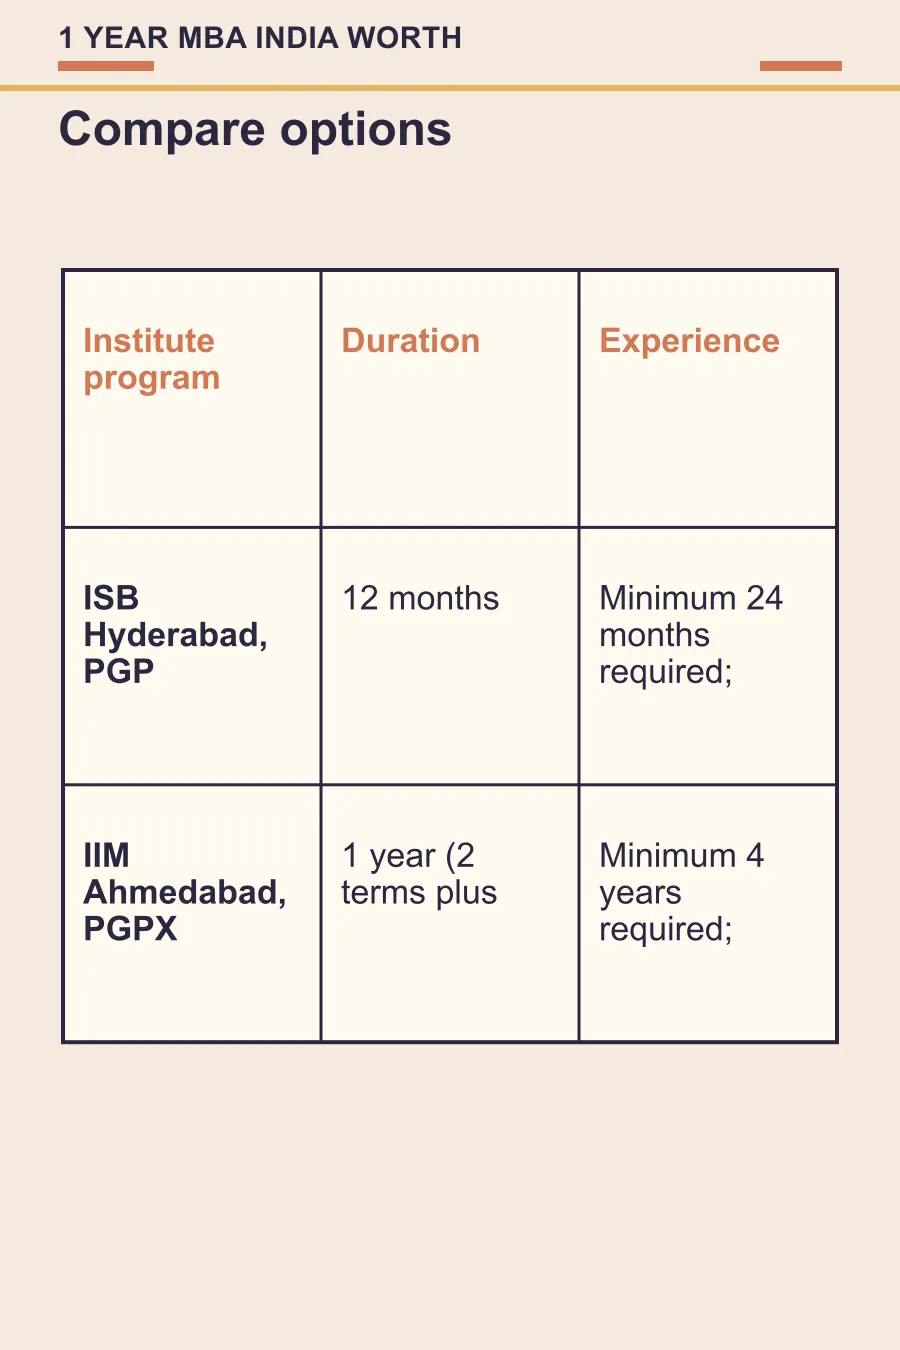 1 YEAR MBA INDIA WORTH
Compare options
Institute
program
Duration
Experience
ISB
Hyderabad,
PGP
12 months
Minimum 24
months
required;
IIM
Ahmedabad,
PGPX
1 year (2
terms plus
Minimum 4
years
required;